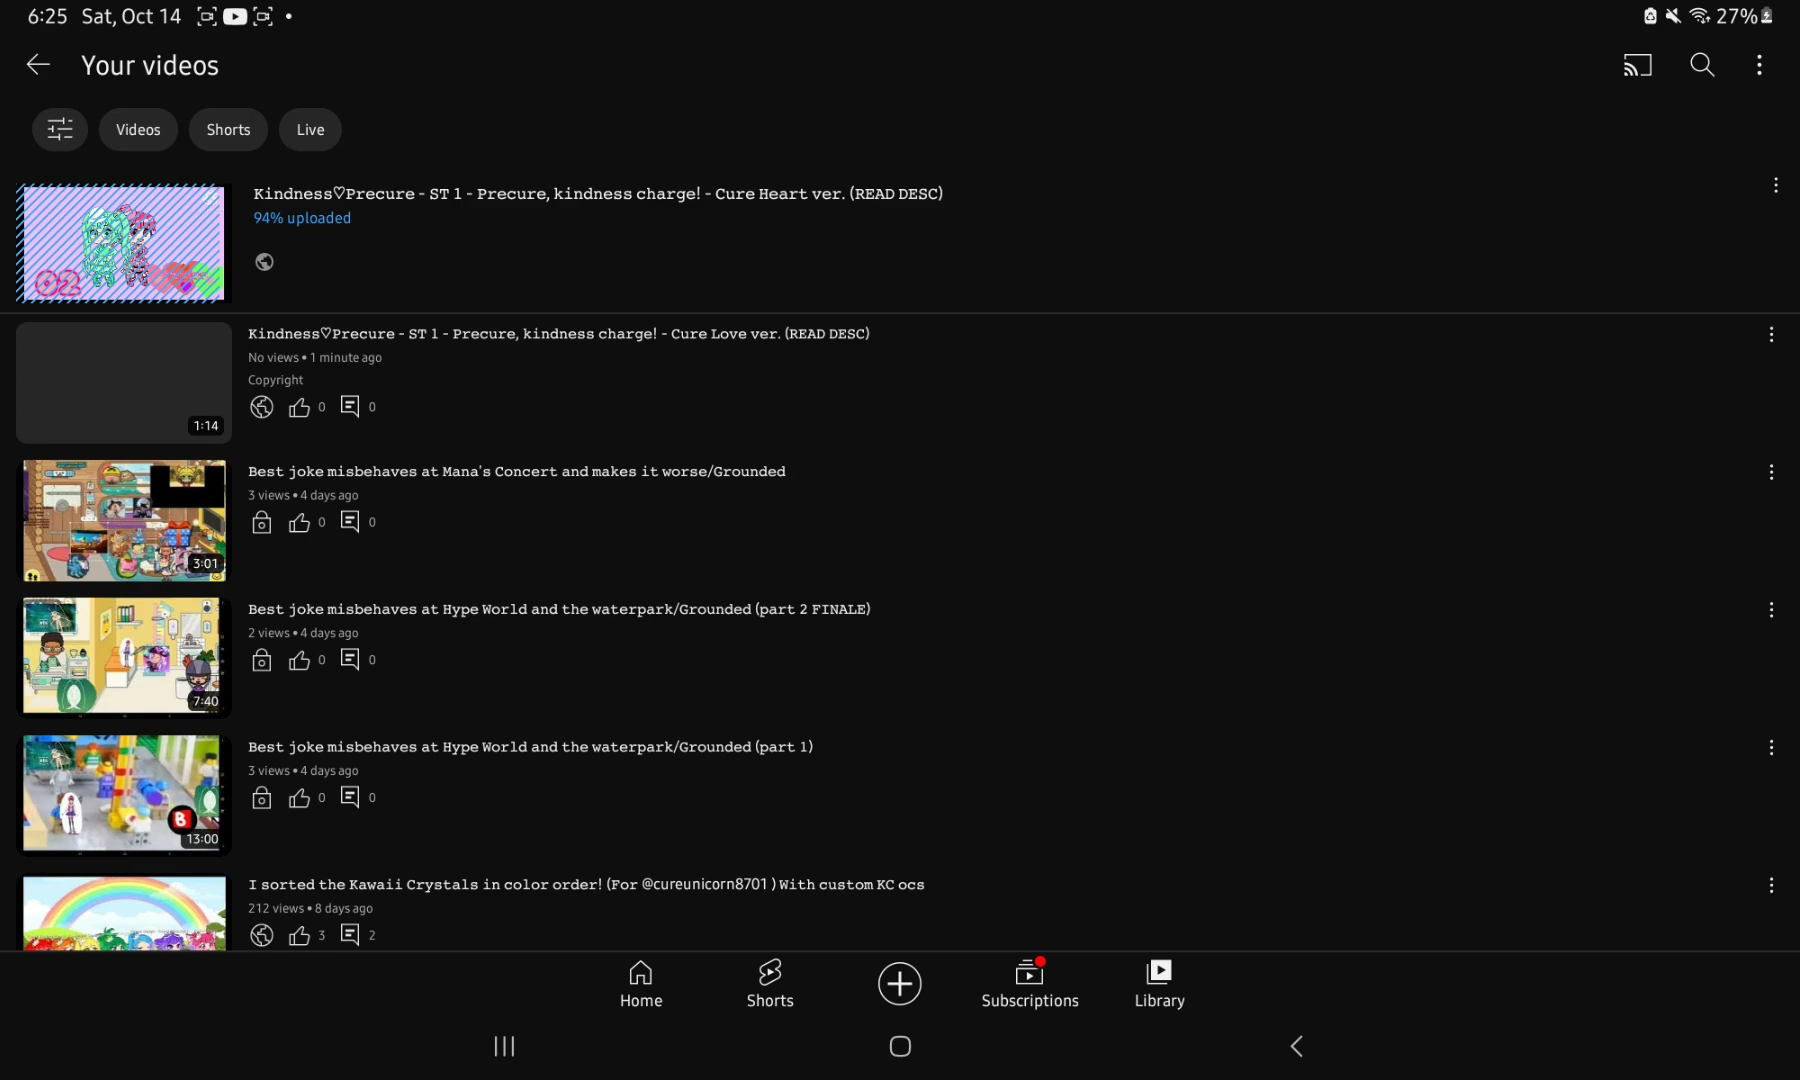 6:25 Sat, Oct 14
27%
Your videos
Videos
Shorts
Live
Kindness♡Precure - ST 1 - Precure, kindness charge! - Cure Heart ver. (READ DESC)
94% uploaded
02
Kindness♡Precure - ST 1 - Precure, kindness charge! - Cure Love ver. (READ DESC)
No views • 1 minute ago
Copyright
0 0
1:14
Best joke misbehaves at Mana's Concert and makes it worse/Grounded
3 views • 4 days ago
0 0
3:01
Best joke misbehaves at Hype World and the waterpark/Grounded (part 2 FINALE)
2 views • 4 days ago
0 0
7:40
Best joke misbehaves at Hype World and the waterpark/Grounded (part 1)
3 views • 4 days ago
0 0
B
13:00
I sorted the Kawaii Crystals in color order! (For @cureunicorn8701 ) With custom KC ocs
212 views • 8 days ago
3 2
Home
Shorts
Subscriptions
Library